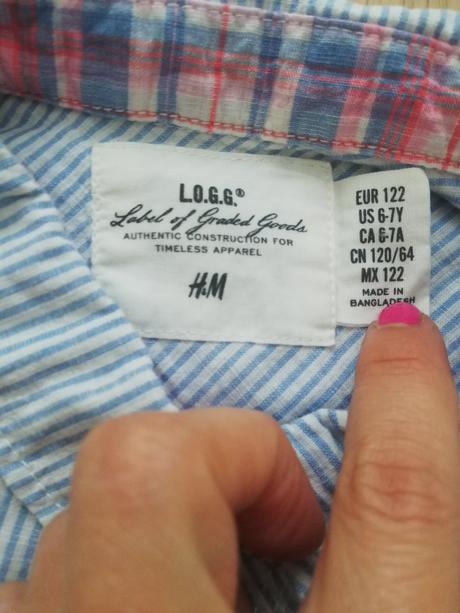 L.O.G.G.®
Label of Graded Goods
AUTHENTIC CONSTRUCTION FOR
TIMELESS APPAREL
H&M
EUR 122
US 6-7Y
CA 6-7A
CN 120/64
MX 122
MADE IN
BANGLADESH